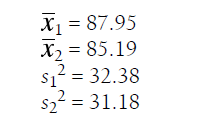 x̅₁ = 87.95
x̅₂ = 85.19
s₁² = 32.38
s₂² = 31.18